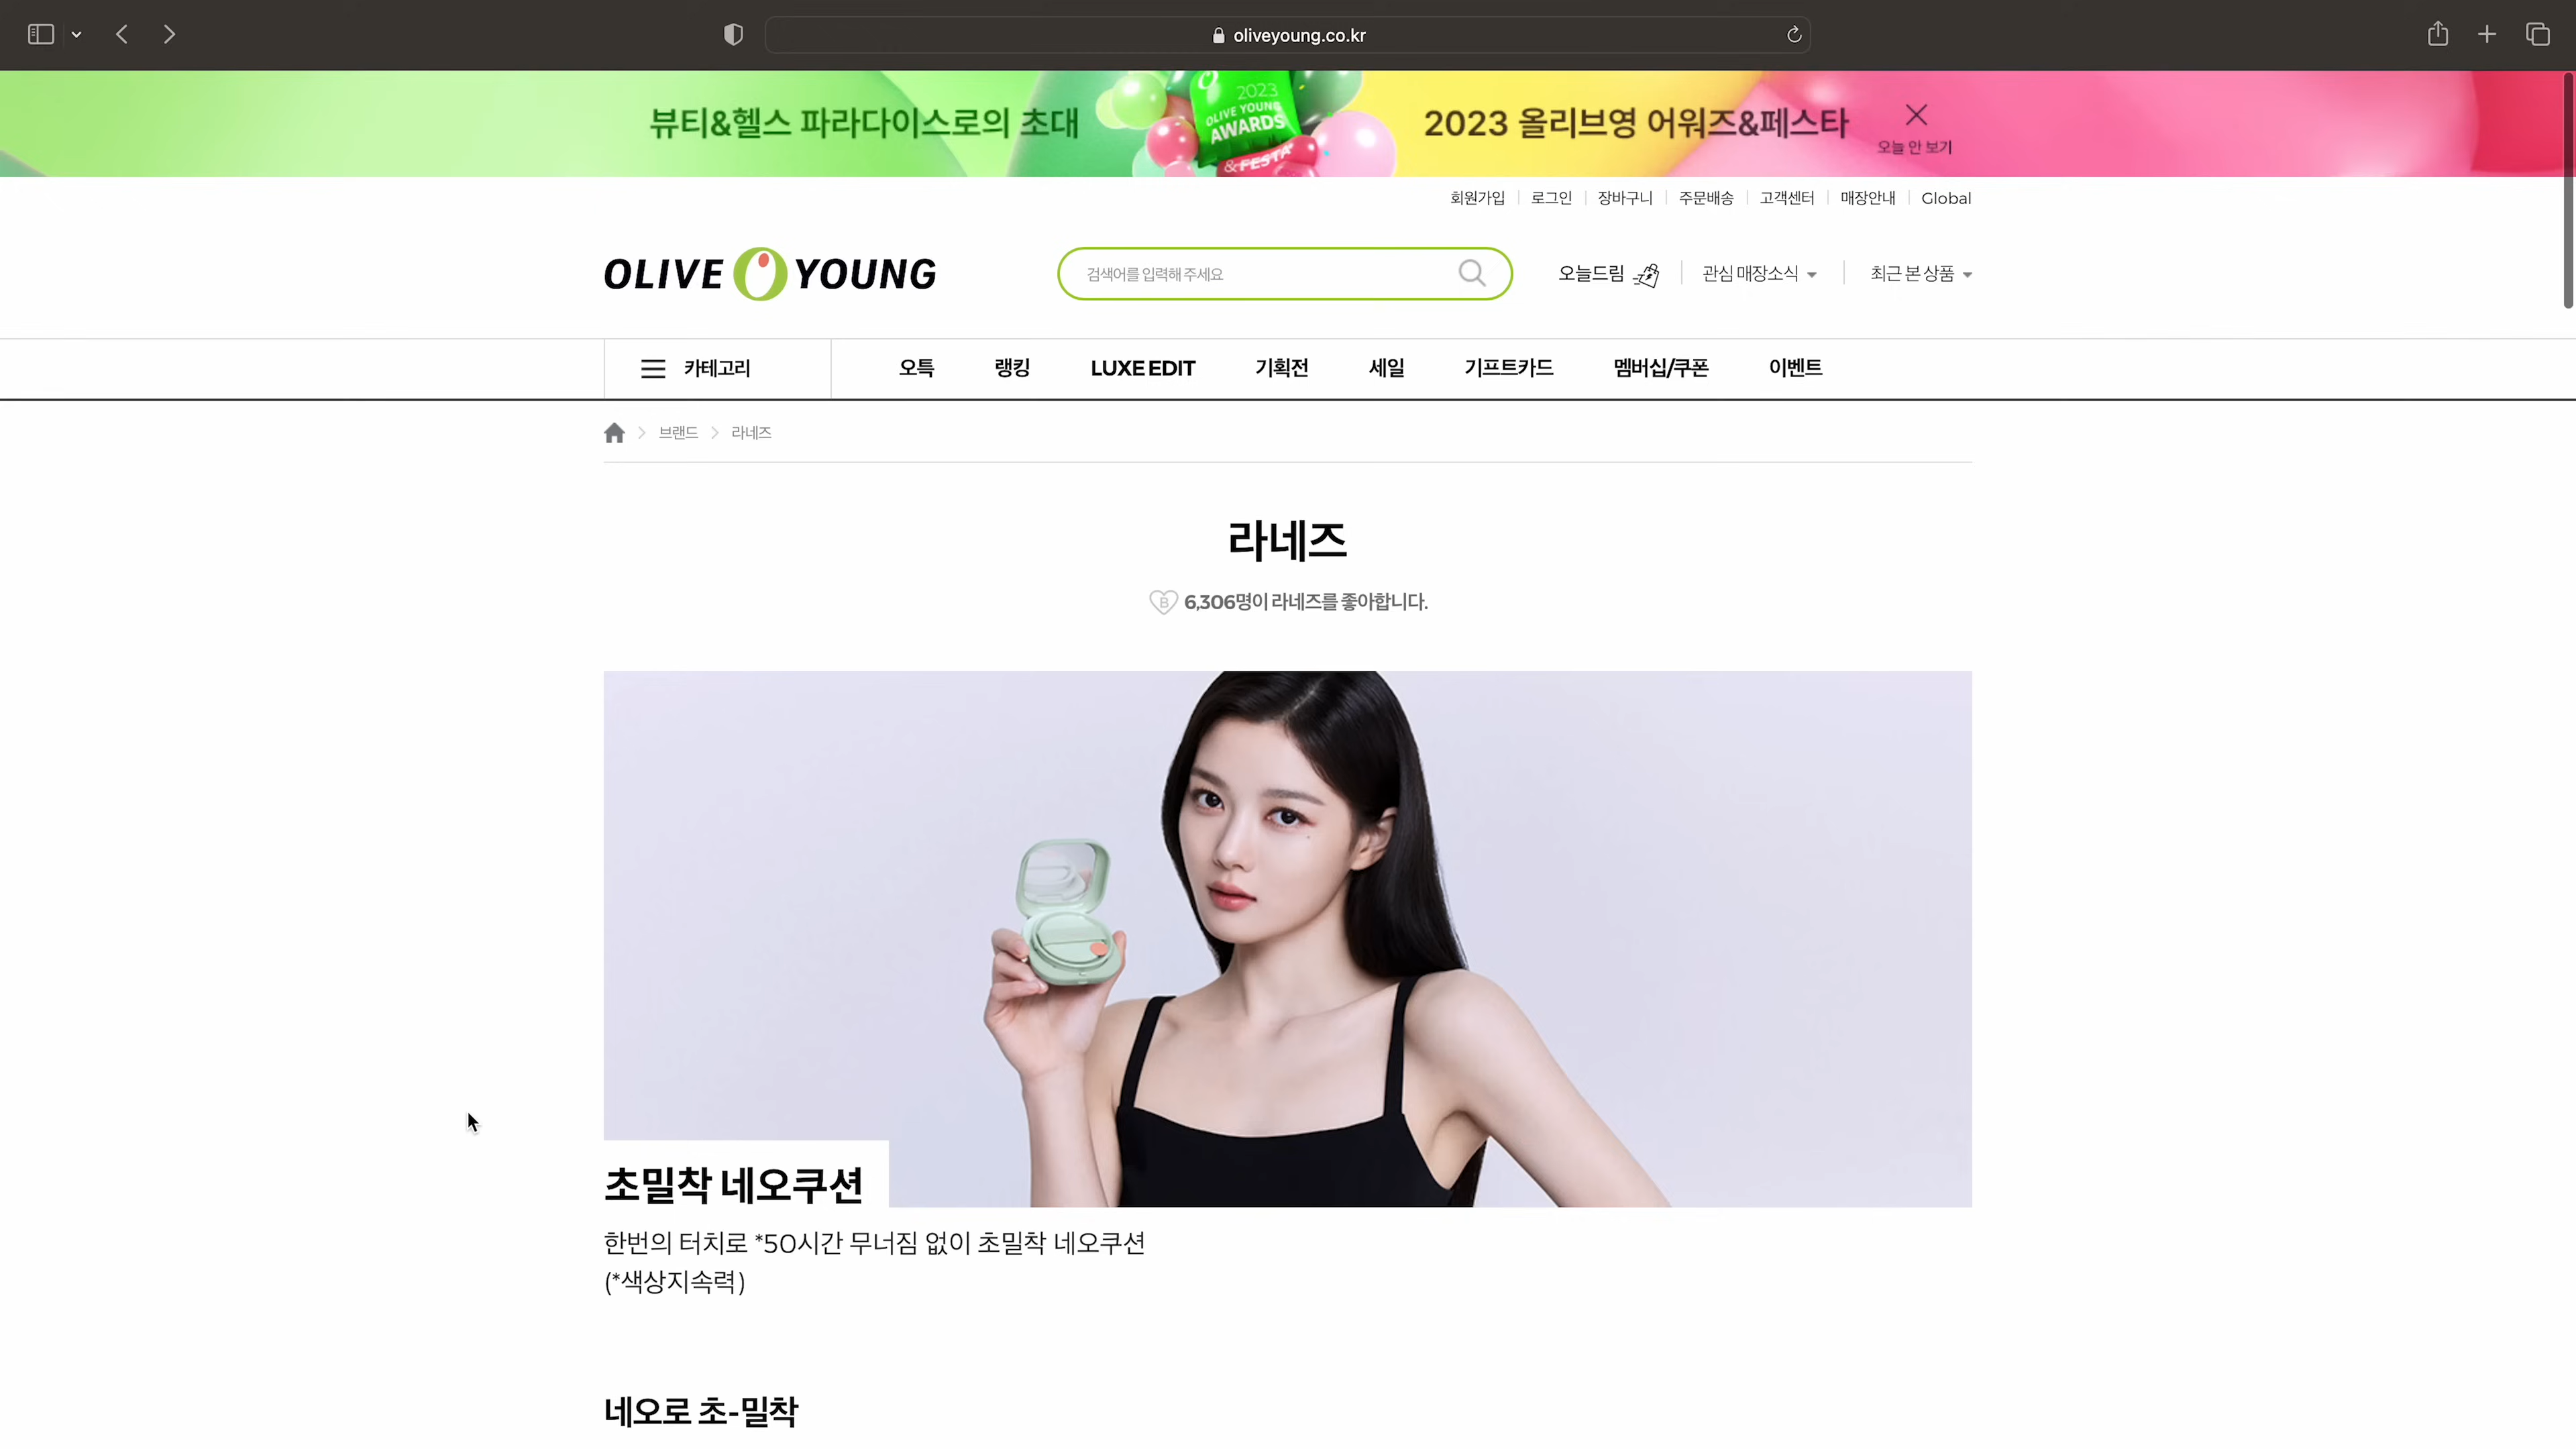 oliveyoung.co.kr
뷰티&헬스 파라다이스로의 초대
2023
OLIVE YOUNG
AWARDS
&FESTA
2023 올리브영 어워즈&페스타
오늘 안 보기
회원가입 로그인 장바구니 주문배송 고객센터 매장안내 Global
OLIVE YOUNG
검색어를 입력해 주세요
오늘드림 관심 매장소식 최근 본 상품
카테고리 오특 랭킹 LUXE EDIT 기획전 세일 기프트카드 멤버십/쿠폰 이벤트
브랜드 라네즈
라네즈
B 6,306명이 라네즈를 좋아합니다.
초밀착 네오쿠션
한번의 터치로 *50시간 무너짐 없이 초밀착 네오쿠션
(*색상지속력)
네오로 초-밀착